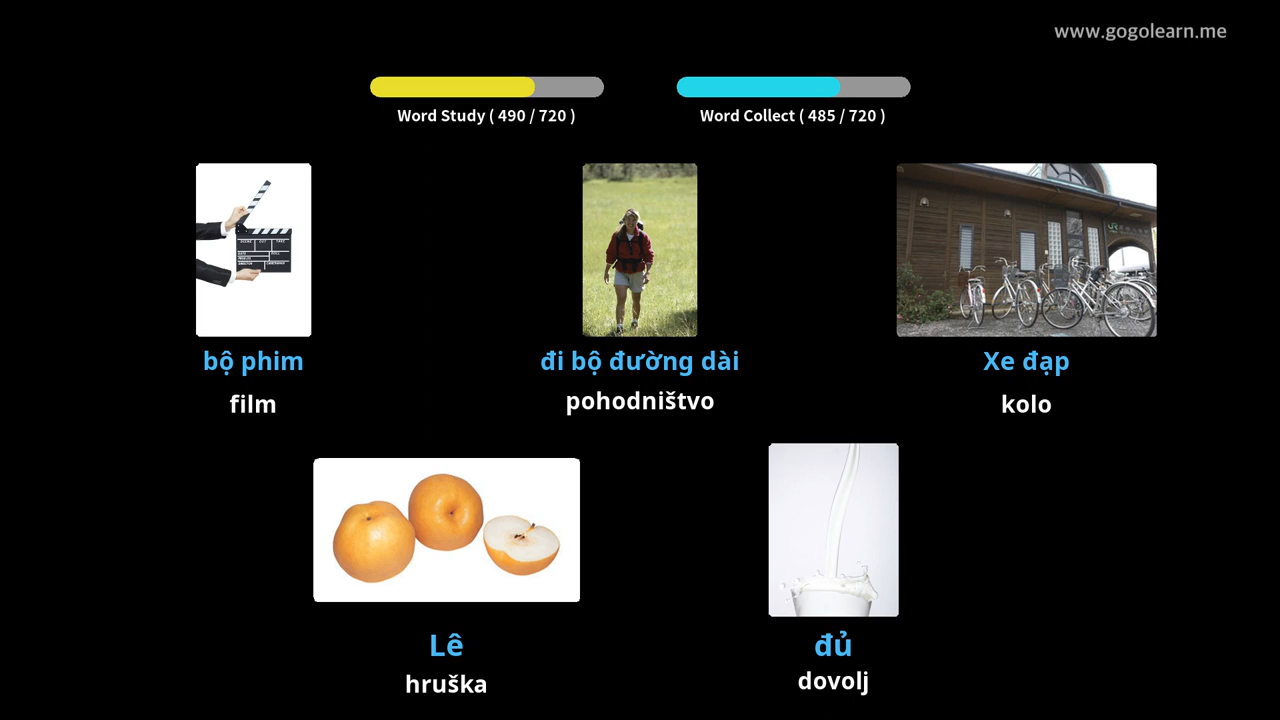 www.gogolearn.me
Word Study ( 490 / 720 )
Word Collect ( 485 / 720 )
bộ phim
đi bộ đường dài
Xe đạp
film
pohodništvo
kolo
Lê
đủ
hruška
dovolj